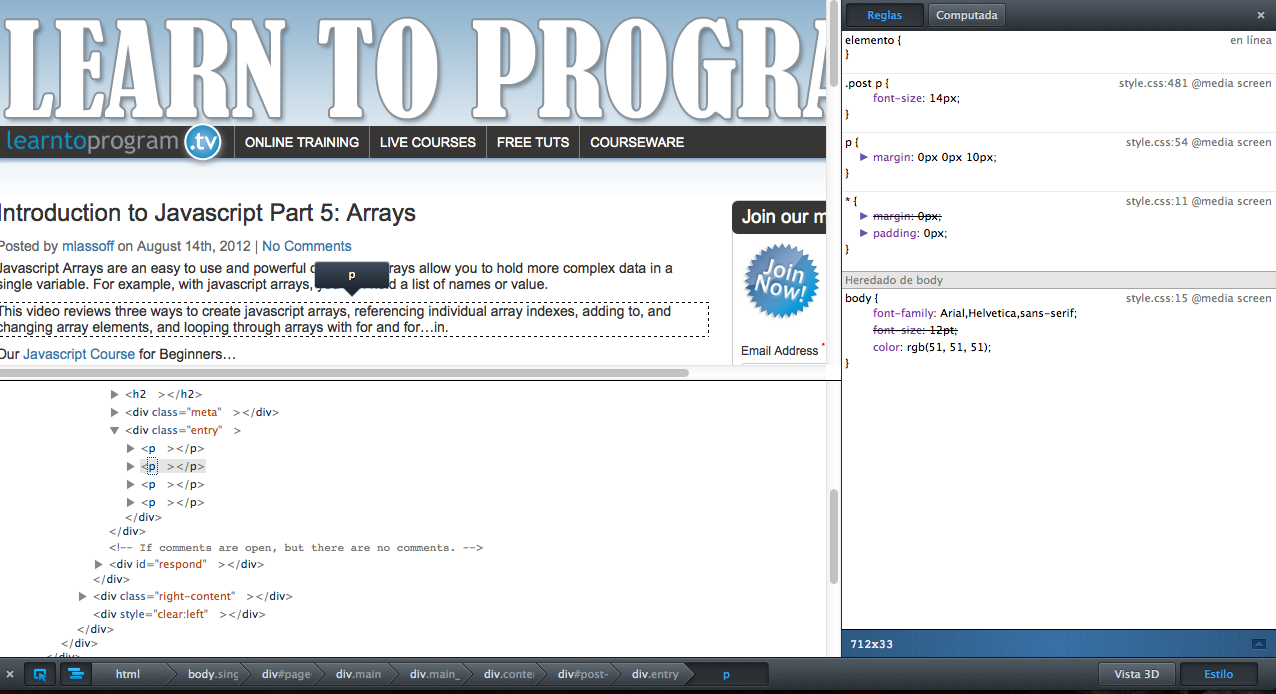 LEARN TO PROGRA
learntoprogram .tv
ONLINE TRAINING
LIVE COURSES
FREE TUTS
COURSEWARE
Introduction to Javascript Part 5: Arrays
Posted by mlassoff on August 14th, 2012 | No Comments
Javascript Arrays are an easy to use and powerful rays allow you to hold more complex data in a
single variable. For example, with javascript arrays, a list of names or value.
p
This video reviews three ways to create javascript arrays, referencing individual array indexes, adding to, and
changing array elements, and looping through arrays with for and for…in.
Our Javascript Course for Beginners…
Join our m
Join Now!
Email Address *
<h2 ></h2>
<div class="meta" ></div>
<div class="entry" >
<p ></p>
<p ></p>
<p ></p>
<p ></p>
</div>
</div>
<!-- If comments are open, but there are no comments. -->
<div id="respond" ></div>
</div>
<div class="right-content" ></div>
<div style="clear:left" ></div>
</div>
</div>
</div>
Reglas
Computada
×
elemento { en línea
}
.post p { style.css:481 @media screen
font-size: 14px;
}
p { style.css:54 @media screen
margin: 0px 0px 10px;
}
* { style.css:11 @media screen
margin: 0px;
padding: 0px;
}
Heredado de body
body { style.css:15 @media screen
font-family: Arial,Helvetica,sans-serif;
font-size: 12pt;
color: rgb(51, 51, 51);
}
712x33
×
html
body.sing
div#page-
div.main
div.main_
div.conte
div#post-
div.entry
p
Vista 3D
Estilo